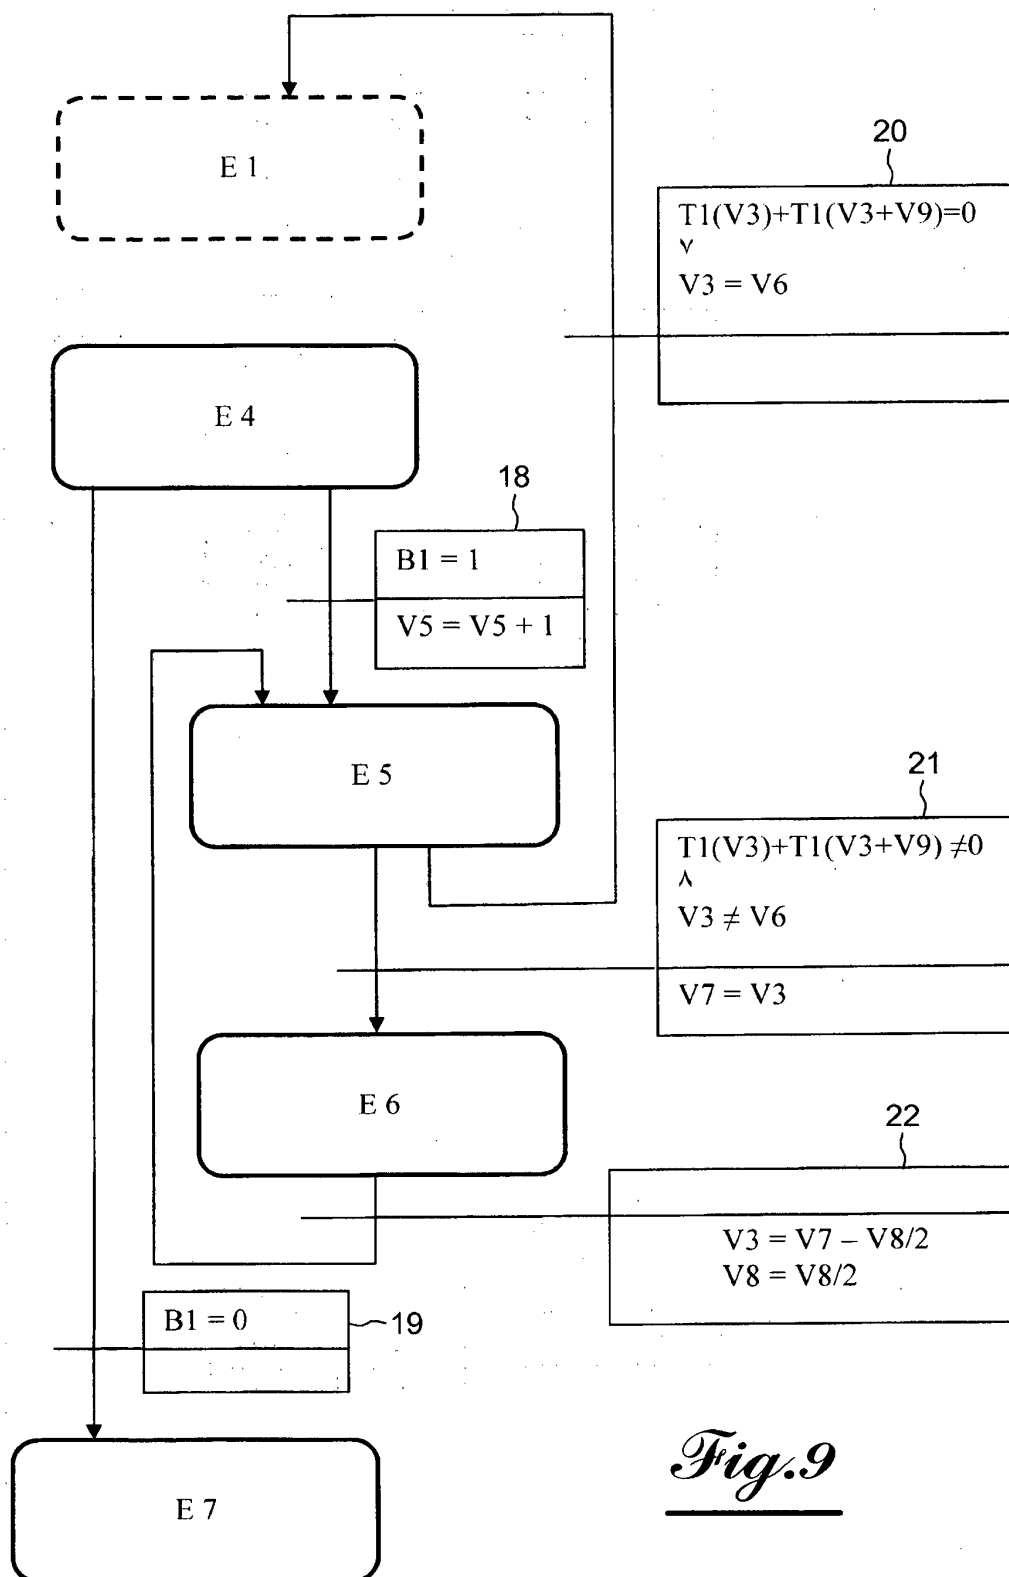 E 1
20
T1(V3)+T1(V3+V9)=0
∨
V3 = V6
E 4
18
B1 = 1
V5 = V5 + 1
E 5
21
T1(V3)+T1(V3+V9) ≠0
∧
V3 ≠ V6
V7 = V3
E 6
22
V3 = V7 – V8/2
V8 = V8/2
B1 = 0
19
E 7
Fig.9